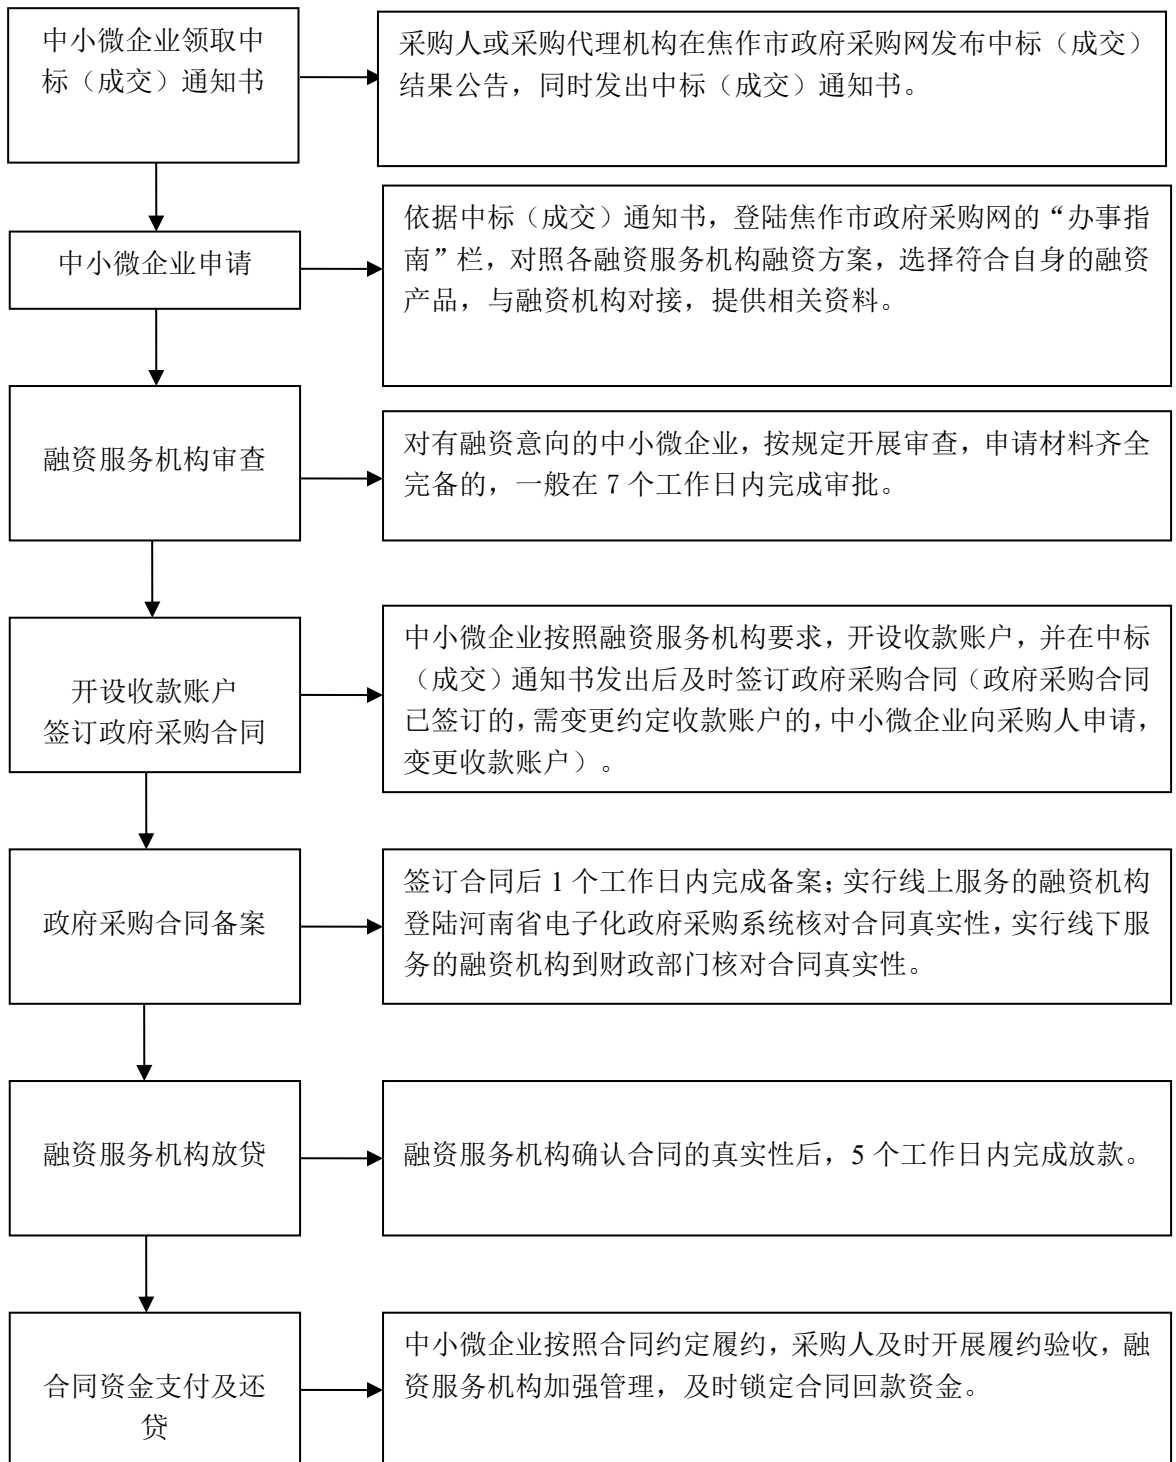 中小微企业领取中
标（成交）通知书
采购人或采购代理机构在焦作市政府采购网发布中标（成交）
结果公告，同时发出中标（成交）通知书。
中小微企业申请
依据中标（成交）通知书，登陆焦作市政府采购网的“办事指
南”栏，对照各融资服务机构融资方案，选择符合自身的融资
产品，与融资机构对接，提供相关资料。
融资服务机构审查
对有融资意向的中小微企业，按规定开展审查，申请材料齐全
完备的，一般在 7 个工作日内完成审批。
开设收款账户
签订政府采购合同
中小微企业按照融资服务机构要求，开设收款账户，并在中标
（成交）通知书发出后及时签订政府采购合同（政府采购合同
已签订的，需变更约定收款账户的，中小微企业向采购人申请，
变更收款账户）。
政府采购合同备案
签订合同后 1 个工作日内完成备案；实行线上服务的融资机构
登陆河南省电子化政府采购系统核对合同真实性，实行线下服
务的融资机构到财政部门核对合同真实性。
融资服务机构放贷
融资服务机构确认合同的真实性后，5 个工作日内完成放款。
合同资金支付及还
贷
中小微企业按照合同约定履约，采购人及时开展履约验收，融
资服务机构加强管理，及时锁定合同回款资金。